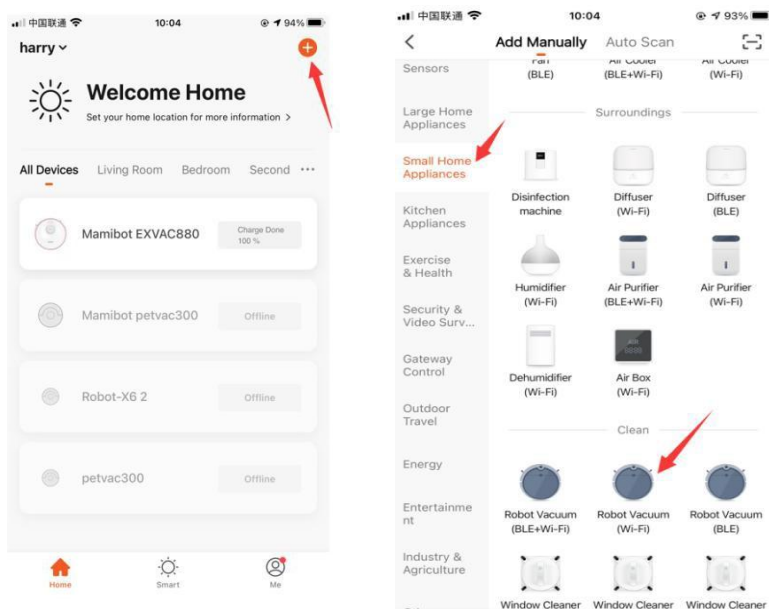 中国联通
10:04
94%
harry
Welcome Home
Set your home location for more information >
All Devices Living Room Bedroom Second ...
Mamibot EXVAC880
Charge Done
100 %
Mamibot petvac300
Offline
Robot-X6 2
Offline
petvac300
Offline
Home Smart Me
中国联通
10:04
93%
Add Manually Auto Scan
Sensors
Large Home
Appliances
Small Home
Appliances
Kitchen
Appliances
Exercise
& Health
Security &
Video Surv...
Gateway
Control
Outdoor
Travel
Energy
Entertainme
nt
Industry &
Agriculture
Fan
(BLE)
Air Cooler
(BLE+Wi-Fi)
Air Cooler
(Wi-Fi)
Surroundings
Disinfection
machine
Diffuser
(Wi-Fi)
Diffuser
(BLE)
Humidifier
(Wi-Fi)
Air Purifier
(BLE+Wi-Fi)
Air Purifier
(Wi-Fi)
Dehumidifier
(Wi-Fi)
Air Box
(Wi-Fi)
Clean
Robot Vacuum
(BLE+Wi-Fi)
Robot Vacuum
(Wi-Fi)
Robot Vacuum
(BLE)
Window Cleaner
Window Cleaner
Window Cleaner